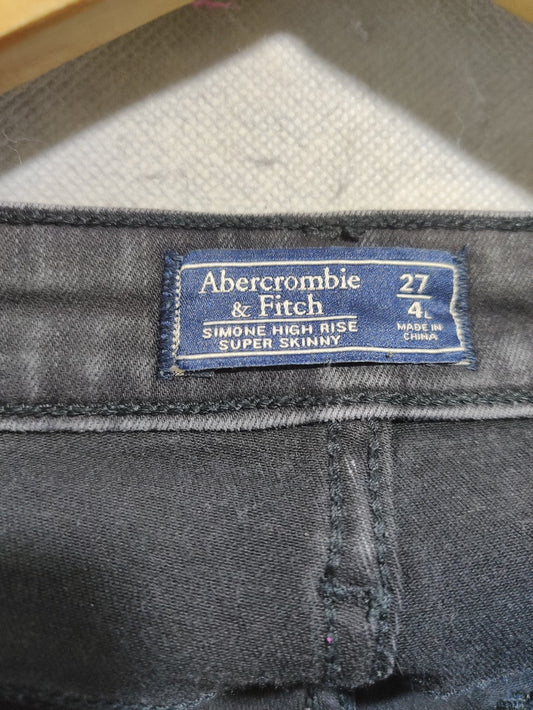 Abercrombie
& Fitch
SIMONE HIGH RISE
SUPER SKINNY
27
4L
MADE IN
CHINA